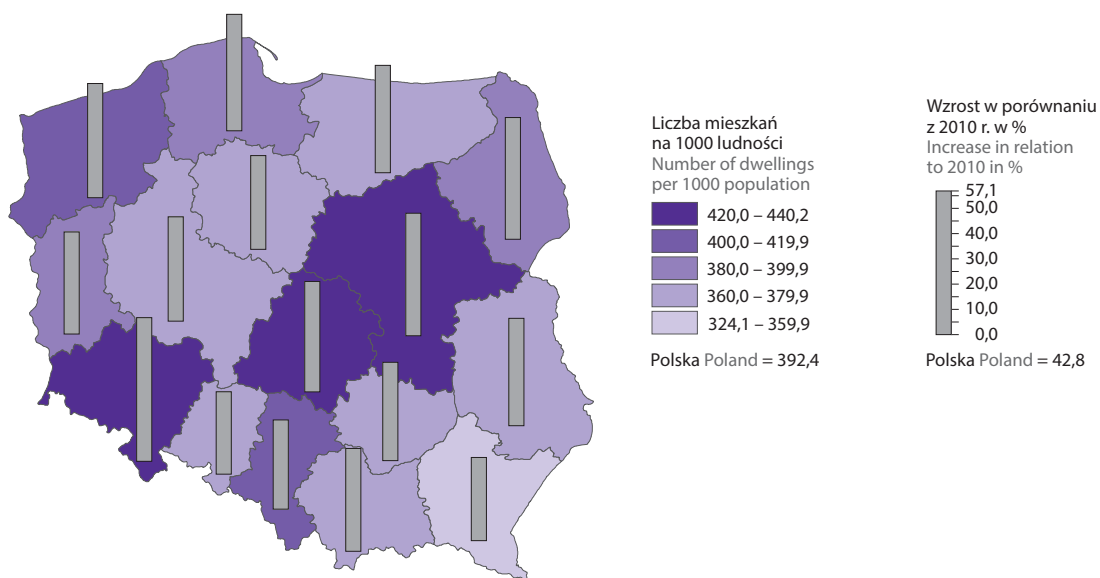 Liczba mieszkań
na 1000 ludności
Number of dwellings
per 1000 population
420,0 – 440,2
400,0 – 419,9
380,0 – 399,9
360,0 – 379,9
324,1 – 359,9
Polska Poland = 392,4
Wzrost w porównaniu
z 2010 r. w %
Increase in relation
to 2010 in %
57,1
50,0
40,0
30,0
20,0
10,0
0,0
Polska Poland = 42,8